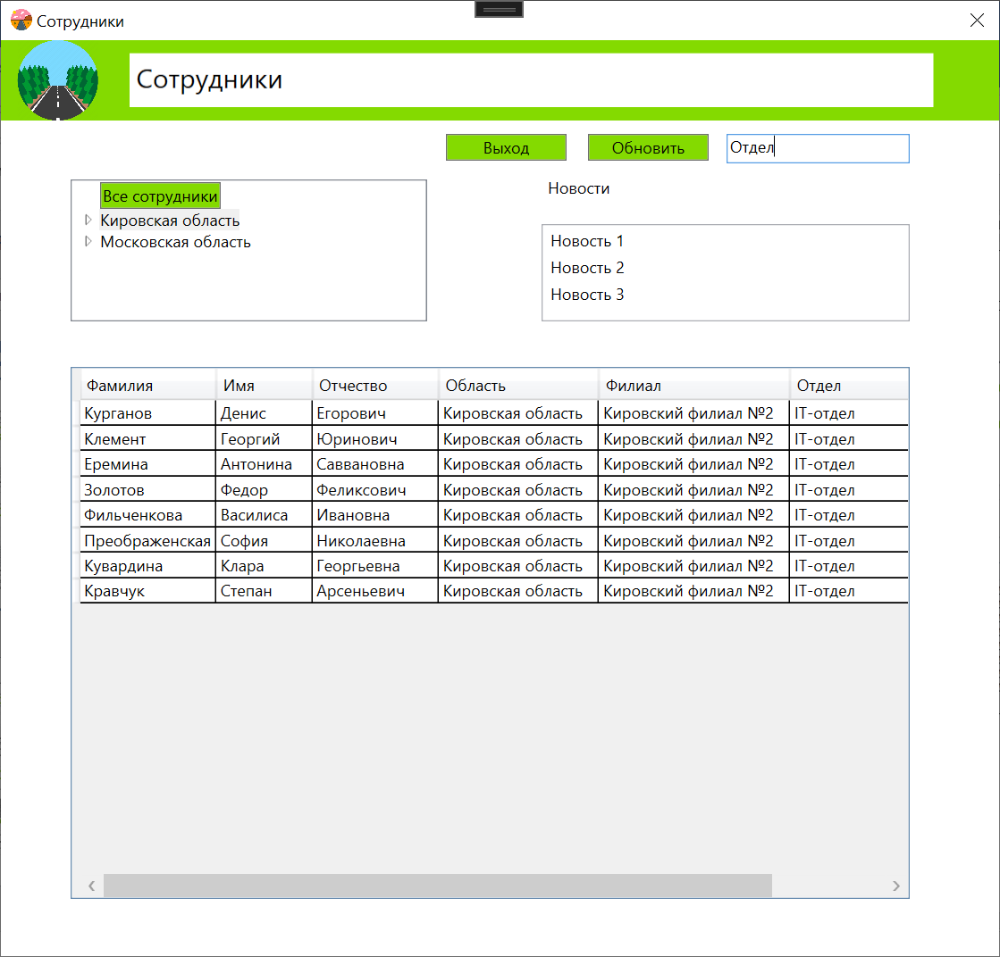 Сотрудники
Сотрудники
Выход Обновить Отдел
Все сотрудники
Кировская область
Московская область
Новости
Новость 1
Новость 2
Новость 3
Фамилия Имя Отчество Область Филиал Отдел
Курганов Денис Егорович Кировская область Кировский филиал №2 IT-отдел
Клемент Георгий Юринович Кировская область Кировский филиал №2 IT-отдел
Еремина Антонина Саввановна Кировская область Кировский филиал №2 IT-отдел
Золотов Федор Феликсович Кировская область Кировский филиал №2 IT-отдел
Фильченкова Василиса Ивановна Кировская область Кировский филиал №2 IT-отдел
Преображенская София Николаевна Кировская область Кировский филиал №2 IT-отдел
Кувардина Клара Георгьевна Кировская область Кировский филиал №2 IT-отдел
Кравчук Степан Арсеньевич Кировская область Кировский филиал №2 IT-отдел